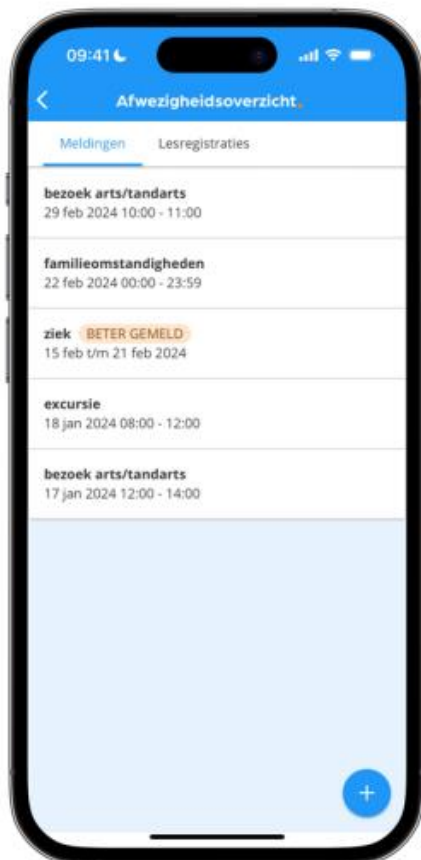 09:41
Afwezigheidsoverzicht.
Meldingen Lesregistraties
bezoek arts/tandarts
29 feb 2024 10:00 - 11:00
familieomstandigheden
22 feb 2024 00:00 - 23:59
ziek BETER GEMELD
15 feb t/m 21 feb 2024
excursie
18 jan 2024 08:00 - 12:00
bezoek arts/tandarts
17 jan 2024 12:00 - 14:00
+